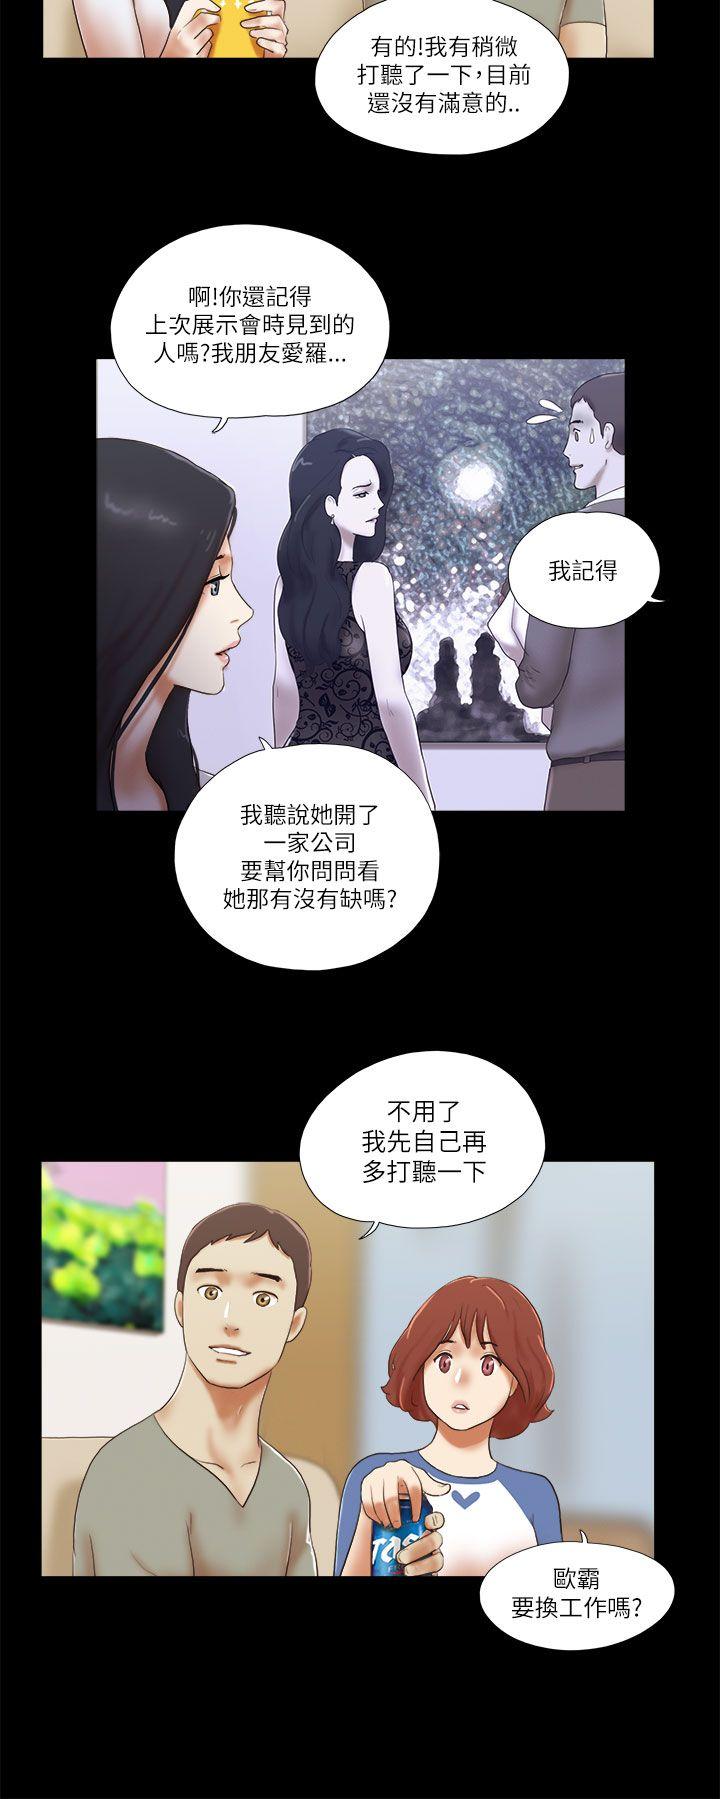 有的!我有稍微
打聽了一下,目前
還沒有滿意的..
啊!你還記得
上次展示會時見到的
人嗎?我朋友愛羅...
我記得
我聽說她開了
一家公司
要幫你問問看
她那有沒有缺嗎?
不用了
我先自己再
多打聽一下
歐霸
要換工作嗎?